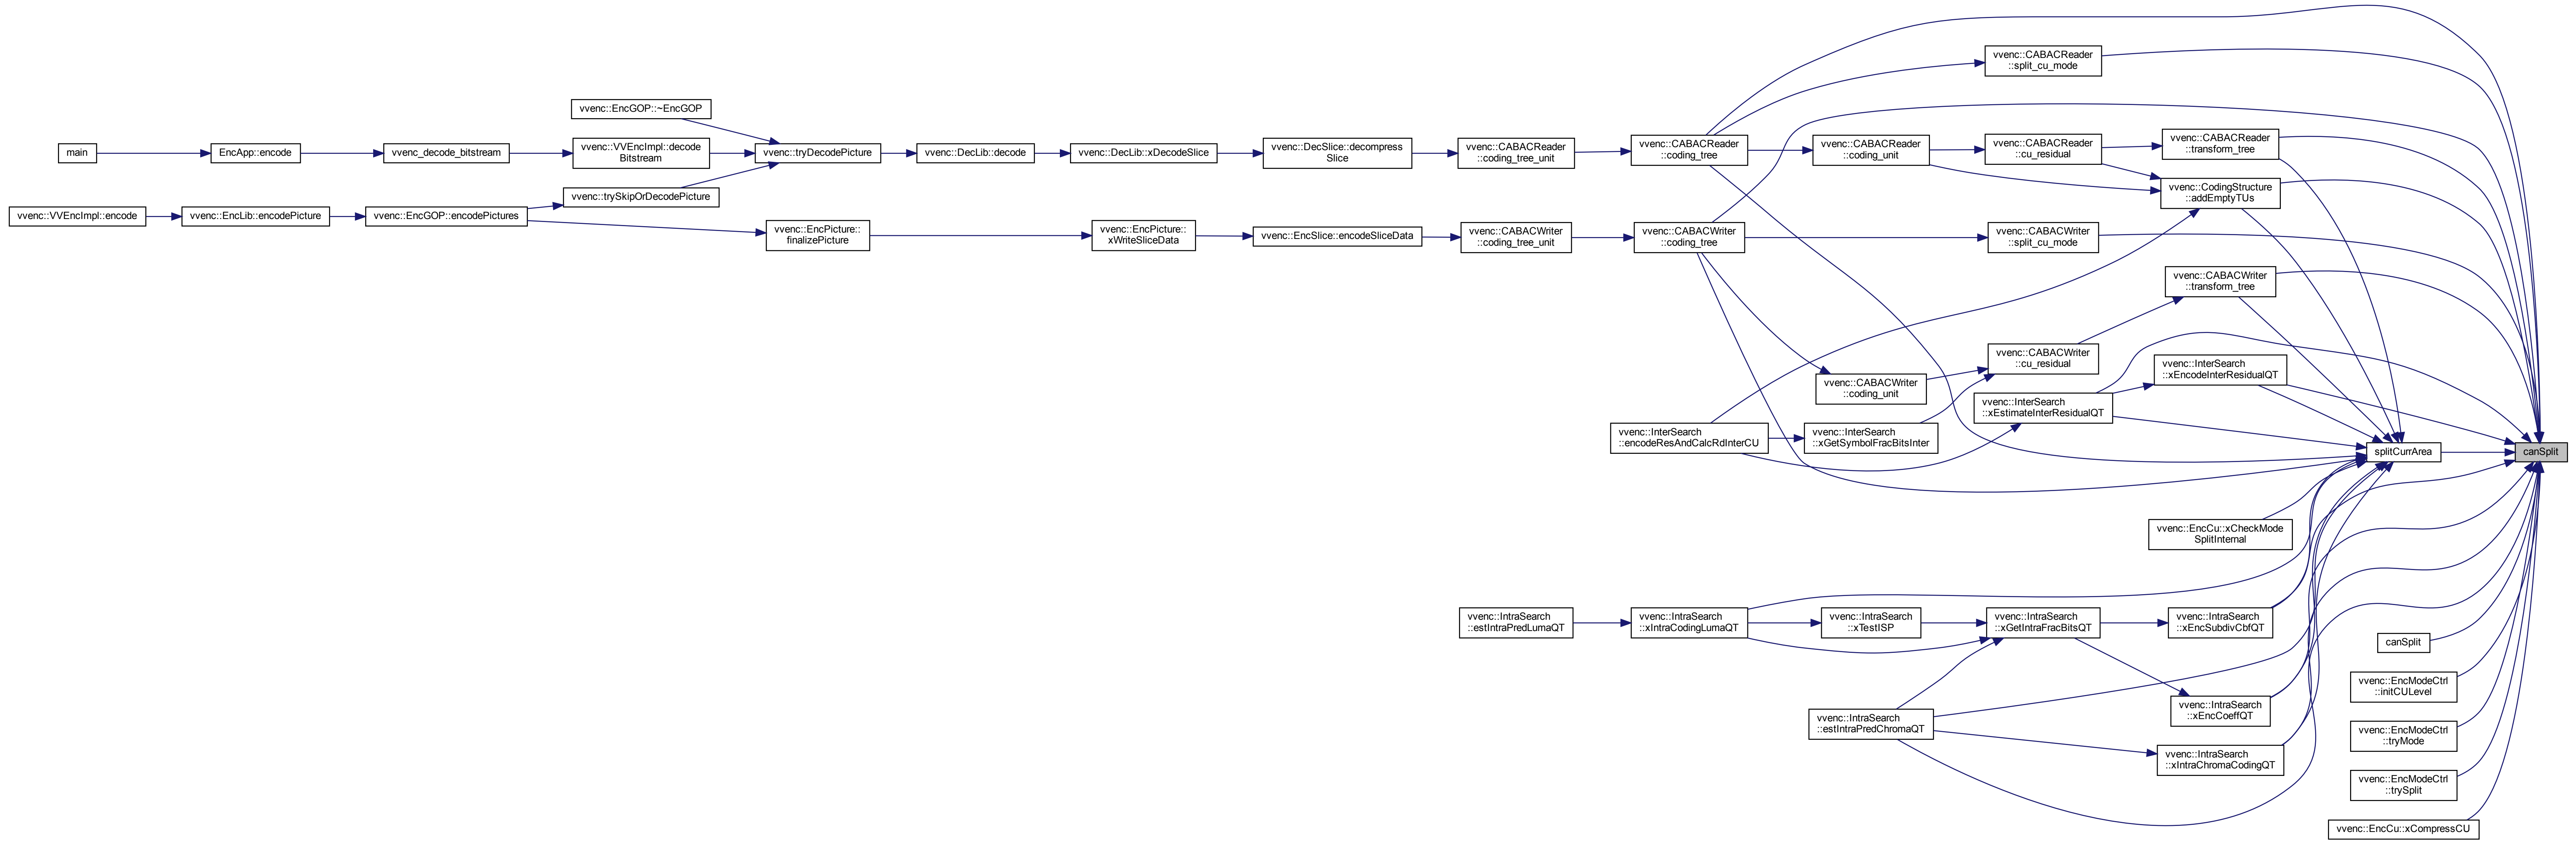 vvenc::CABACReader
::split_cu_mode
vvenc::EncGOP::~EncGOP
main
EncApp::encode
vvenc_decode_bitstream
vvenc::VVEncImpl::decode
Bitstream
vvenc::tryDecodePicture
vvenc::DecLib::decode
vvenc::DecLib::xDecodeSlice
vvenc::DecSlice::decompress
Slice
vvenc::CABACReader
::coding_tree_unit
vvenc::CABACReader
::coding_tree
vvenc::CABACReader
::coding_unit
vvenc::CABACReader
::cu_residual
vvenc::CABACReader
::transform_tree
vvenc::trySkipOrDecodePicture
vvenc::CodingStructure
::addEmptyTUs
vvenc::VVEncImpl::encode
vvenc::EncLib::encodePicture
vvenc::EncGOP::encodePictures
vvenc::EncPicture::
finalizePicture
vvenc::EncPicture::
xWriteSliceData
vvenc::EncSlice::encodeSliceData
vvenc::CABACWriter
::coding_tree_unit
vvenc::CABACWriter
::coding_tree
vvenc::CABACWriter
::split_cu_mode
vvenc::CABACWriter
::transform_tree
vvenc::CABACWriter
::cu_residual
vvenc::InterSearch
::xEncodeInterResidualQT
vvenc::CABACWriter
::coding_unit
vvenc::InterSearch
::xEstimateInterResidualQT
vvenc::InterSearch
::encodeResAndCalcRdInterCU
vvenc::InterSearch
::xGetSymbolFracBitsInter
splitCurrArea
canSplit
vvenc::EncCu::xCheckMode
SplitInternal
vvenc::IntraSearch
::estIntraPredLumaQT
vvenc::IntraSearch
::xIntraCodingLumaQT
vvenc::IntraSearch
::xTestISP
vvenc::IntraSearch
::xGetIntraFracBitsQT
vvenc::IntraSearch
::xEncSubdivCbfQT
canSplit
vvenc::EncModeCtrl
::initCULevel
vvenc::IntraSearch
::xEncCoeffQT
vvenc::IntraSearch
::estIntraPredChromaQT
vvenc::EncModeCtrl
::tryMode
vvenc::IntraSearch
::xIntraChromaCodingQT
vvenc::EncModeCtrl
::trySplit
vvenc::EncCu::xCompressCU